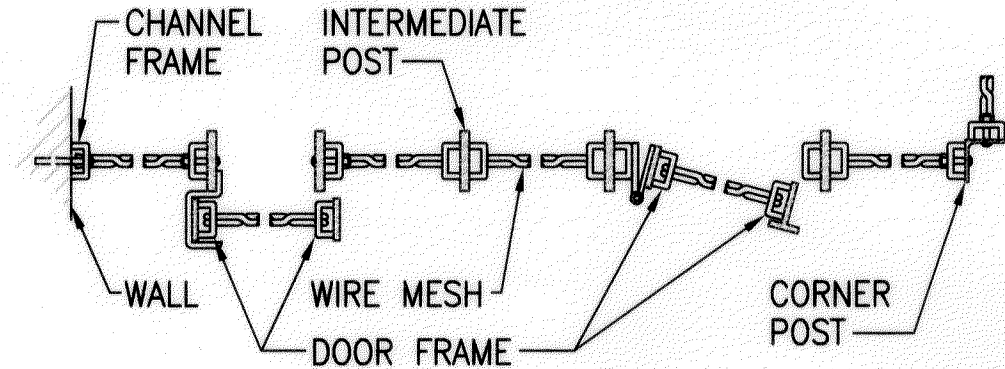 CHANNEL
FRAME
INTERMEDIATE
POST
WALL
WIRE MESH
DOOR FRAME
CORNER
POST